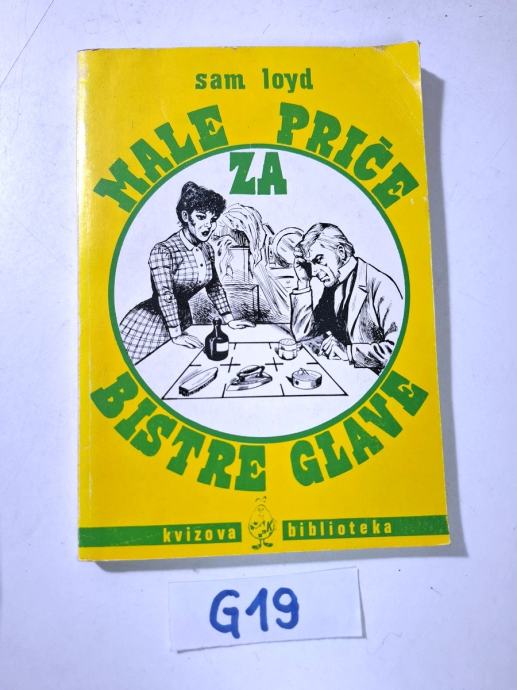 sam loyd
MALE PRIČE
ZA
BISTRE GLAVE
kvizova biblioteka
G19